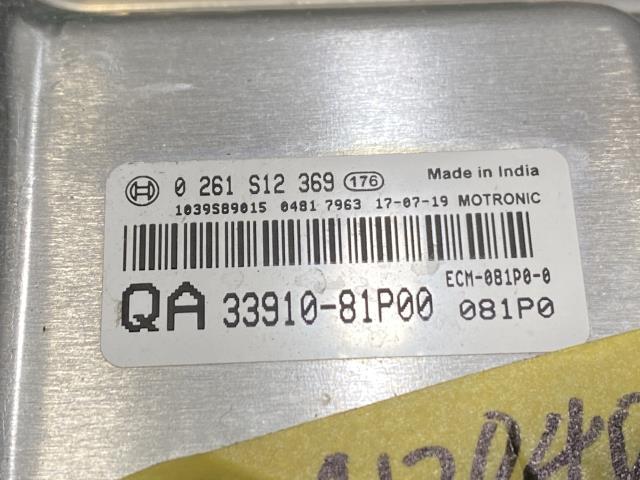 0 261 S12 369 176 Made in India
1039S89015 0481 7963 17-07-19 MOTRONIC
ECM-081P0-0
QA 33910-81P00 081P0